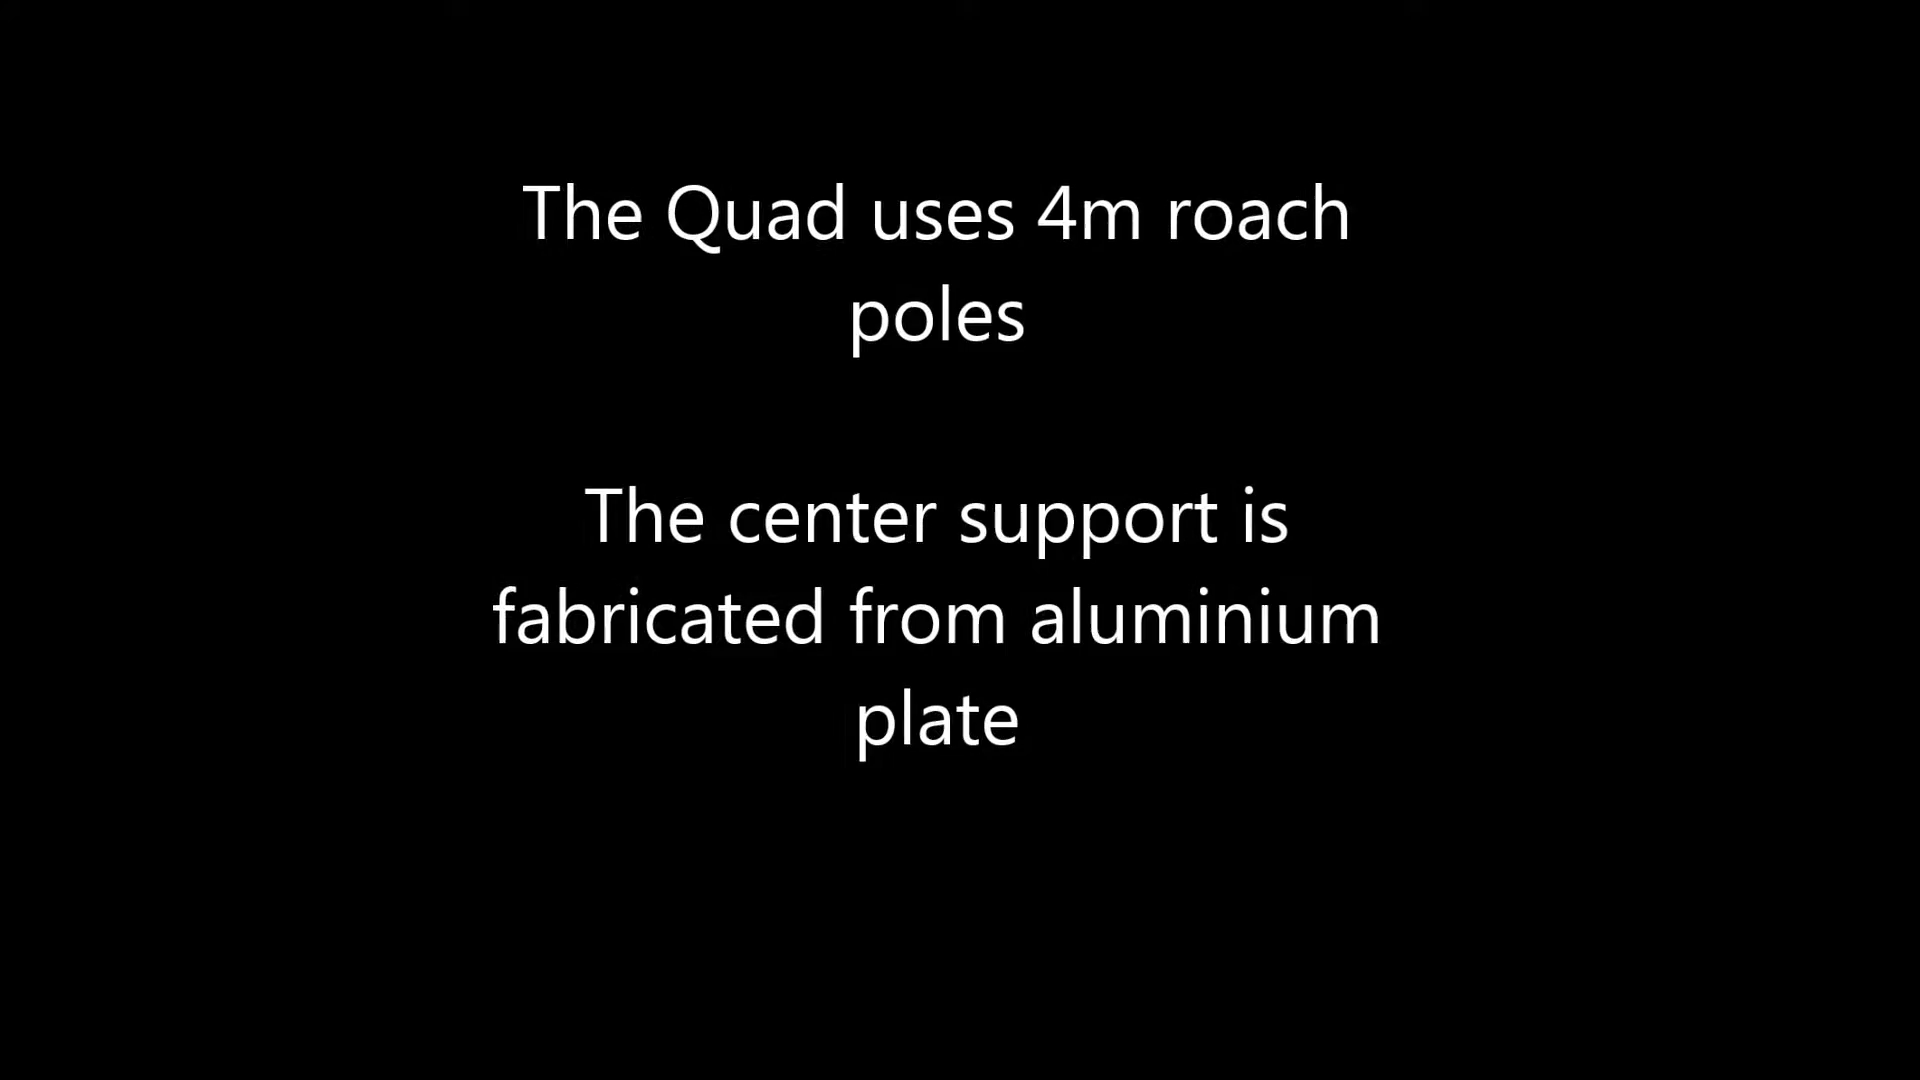 The Quad uses 4m roach
poles
The center support is
fabricated from aluminium
plate